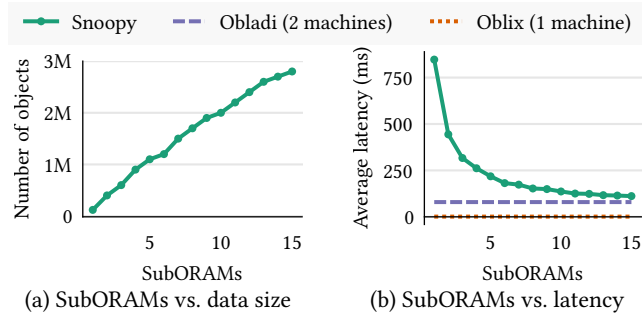 Snoopy Obladi (2 machines) Oblix (1 machine)
Number of objects
3M
2M
1M
0
5 10 15
SubORAMs
(a) SubORAMs vs. data size
Average latency (ms)
750
500
250
0
5 10 15
SubORAMs
(b) SubORAMs vs. latency